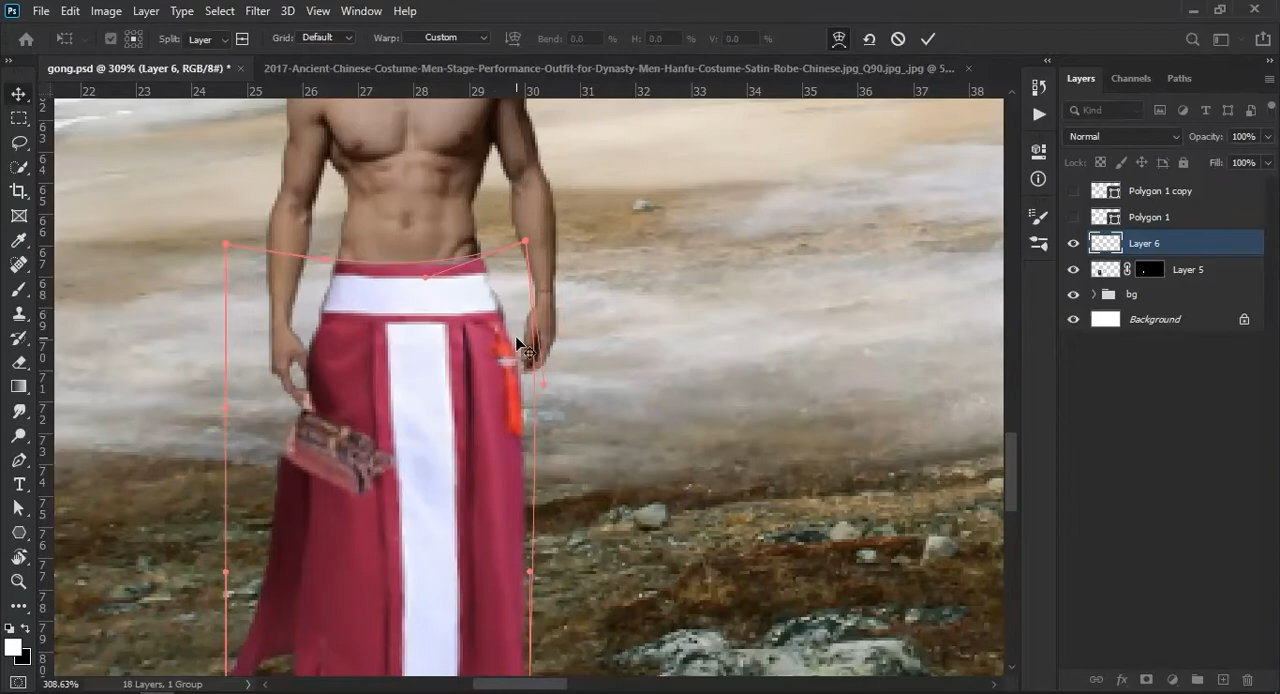 Ps File Edit Image Layer Type Select Filter 3D View Window Help
Split: Layer Grid: Default Warp: Custom Bend: 0.0 % H: 0.0 % V: 0.0 %
gong.psd @ 309% (Layer 6, RGB/8#) *
2017-Ancient-Chinese-Costume-Men-Stage-Performance-Outfit-for-Dynasty-Men-Hanfu-Costume-Satin-Robe-Chinese.jpg_Q90.jpg_.jpg @ 5...
22 23 24 25 26 27 28 29 30 31 32 33 34 35 36 37 38
Layers Channels Paths
Kind
Normal Opacity: 100%
Lock: Fill: 100%
Polygon 1 copy
Polygon 1
Layer 6
Layer 5
bg
Background
308.63% 18 Layers, 1 Group